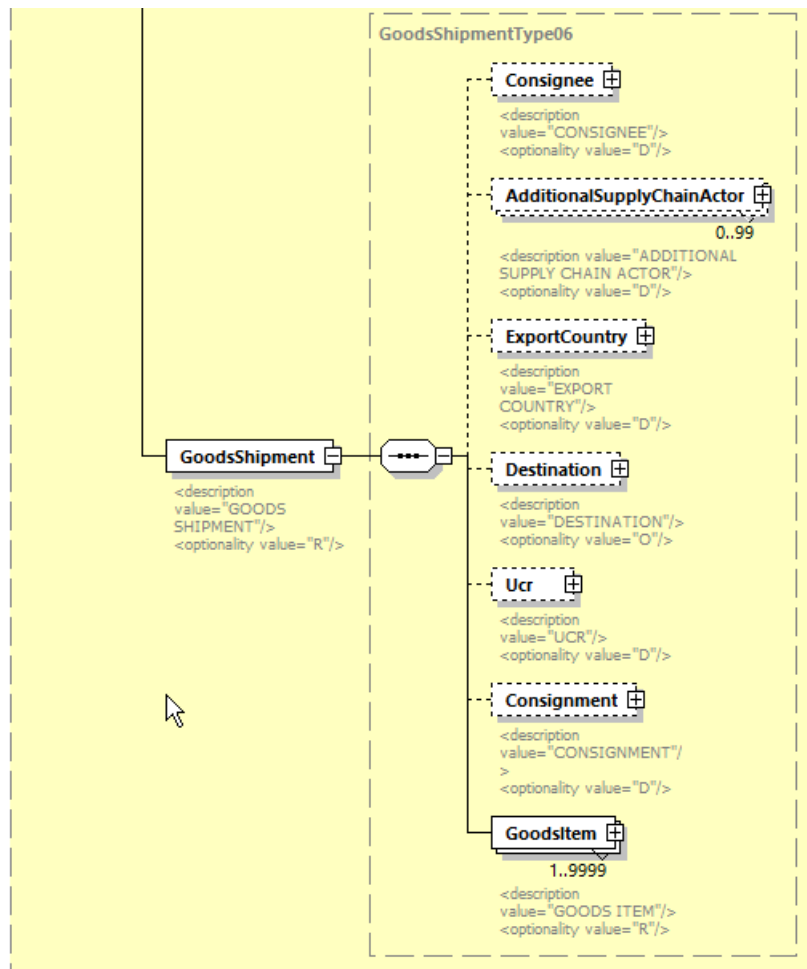 GoodsShipmentType06
Consignee
<description
value="CONSIGNEE"/>
<optionality value="D"/>
AdditionalSupplyChainActor
0..99
<description value="ADDITIONAL
SUPPLY CHAIN ACTOR"/>
<optionality value="D"/>
ExportCountry
<description
value="EXPORT
COUNTRY"/>
<optionality value="D"/>
GoodsShipment
<description
value="GOODS
SHIPMENT"/>
<optionality value="R"/>
Destination
<description
value="DESTINATION"/>
<optionality value="O"/>
Ucr
<description
value="UCR"/>
<optionality value="D"/>
Consignment
<description
value="CONSIGNMENT"/
>
<optionality value="D"/>
GoodsItem
1..9999
<description
value="GOODS ITEM"/>
<optionality value="R"/>